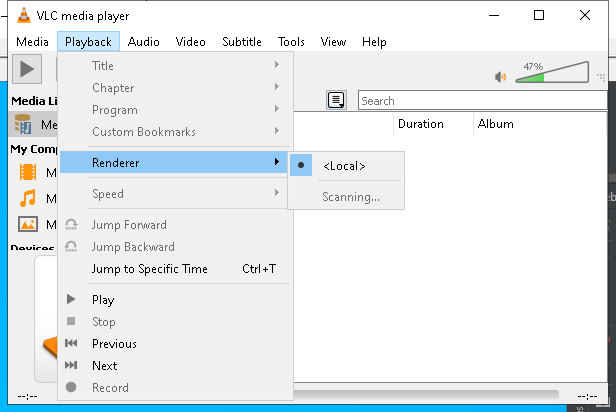 VLC media player
Media Playback Audio Video Subtitle Tools View Help
Title
47%
Chapter
Media Li
Program
Search
Me
Custom Bookmarks
Duration Album
My Comp
Renderer
<Local>
M
Speed
Scanning...
M
M
Jump Forward
Jump Backward
Devices
Jump to Specific Time Ctrl+T
Play
Stop
Previous
Next
Record
--:-- --:--